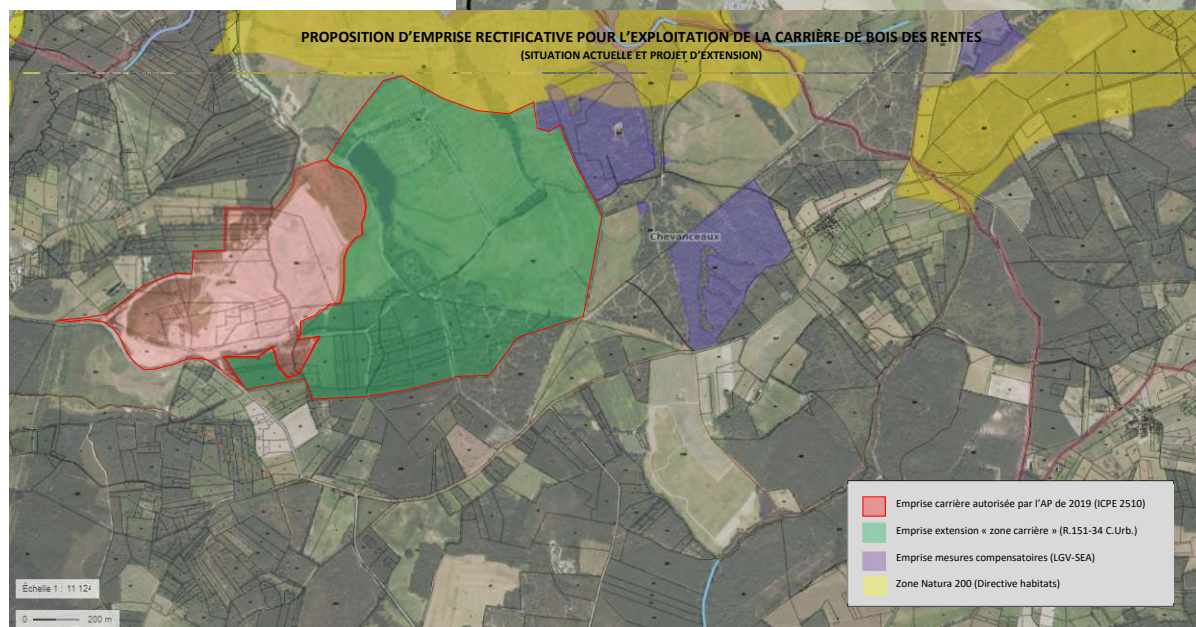 PROPOSITION D'EMPRISE RECTIFICATIVE POUR L'EXPLOITATION DE LA CARRIÈRE DE BOIS DES RENTES
(SITUATION ACTUELLE ET PROJET D'EXTENSION)
Chevanceaux
Emprise carrière autorisée par l'AP de 2019 (ICPE 2510)
Emprise extension « zone carrière » (R.151-34 C.Urb.)
Emprise mesures compensatoires (LGV-SEA)
Zone Natura 200 (Directive habitats)
Échelle 1 : 11 124
0 200 m